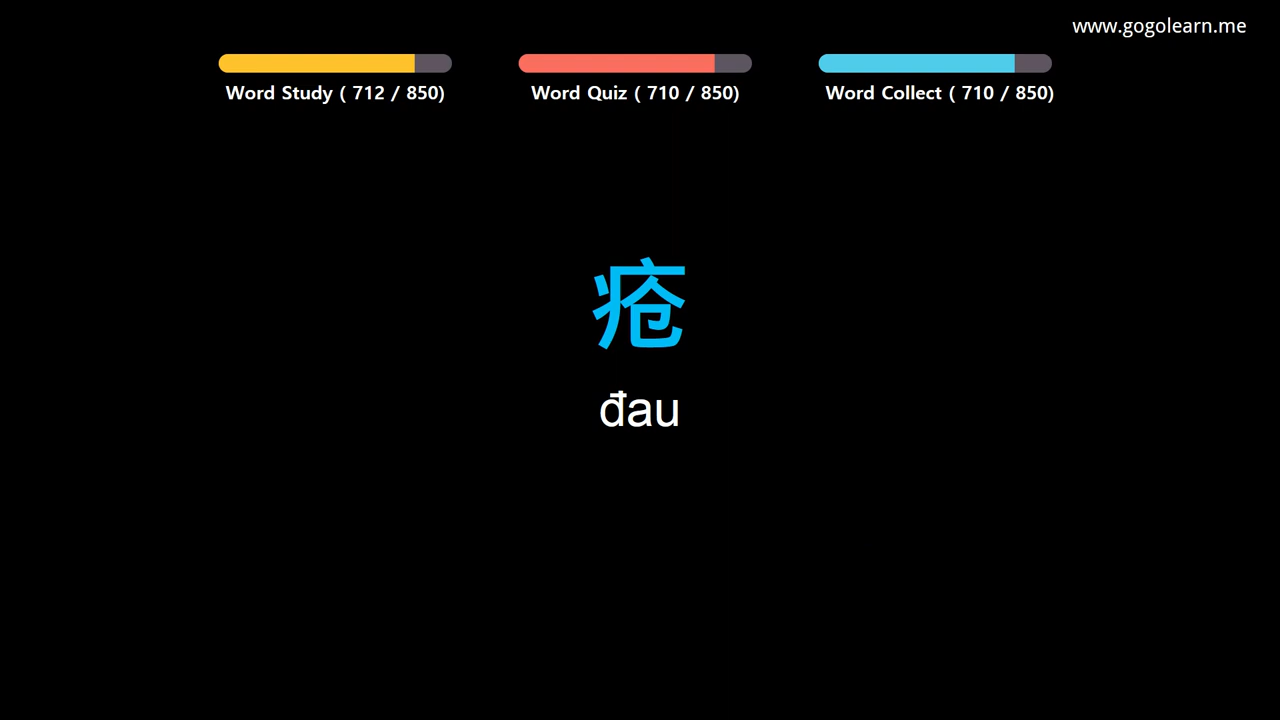 www.gogolearn.me
Word Study ( 712 / 850)
Word Quiz ( 710 / 850)
Word Collect ( 710 / 850)
疮
đau